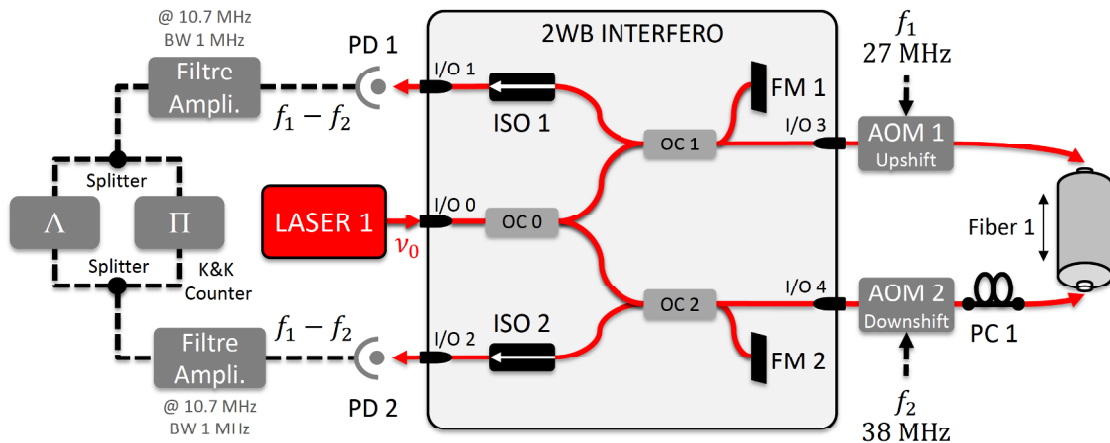 @ 10.7 MHz
BW 1 MHz
Filtre
Ampli.
PD 1
f₁ − f₂
I/O 1
2WB INTERFERO
ISO 1
FM 1
OC 1
I/O 3
f₁
27 MHz
AOM 1
Upshift
Splitter
Λ
Π
LASER 1
ν₀
I/O 0
OC 0
Fiber 1
Splitter
K&K
Counter
I/O 4
OC 2
AOM 2
Downshift
PC 1
ISO 2
FM 2
I/O 2
f₁ − f₂
Filtre
Ampli.
PD 2
@ 10.7 MHz
BW 1 MHz
f₂
38 MHz